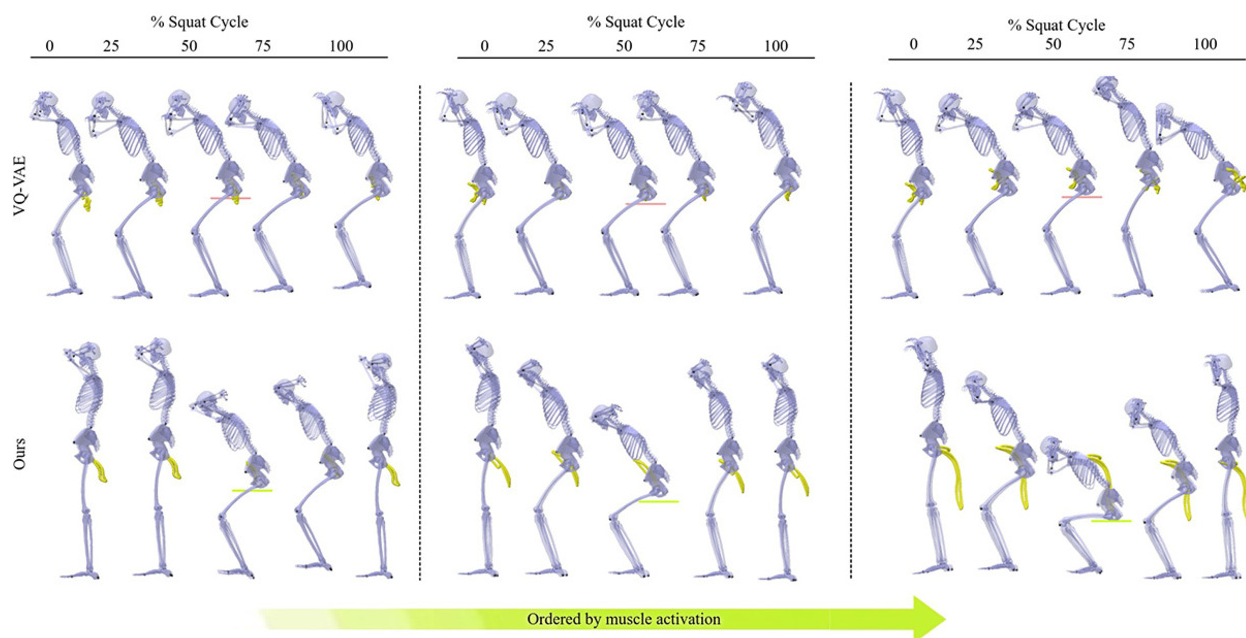 % Squat Cycle % Squat Cycle % Squat Cycle
0 25 50 75 100 0 25 50 75 100 0 25 50 75 100
VQ-VAE
Ours
Ordered by muscle activation